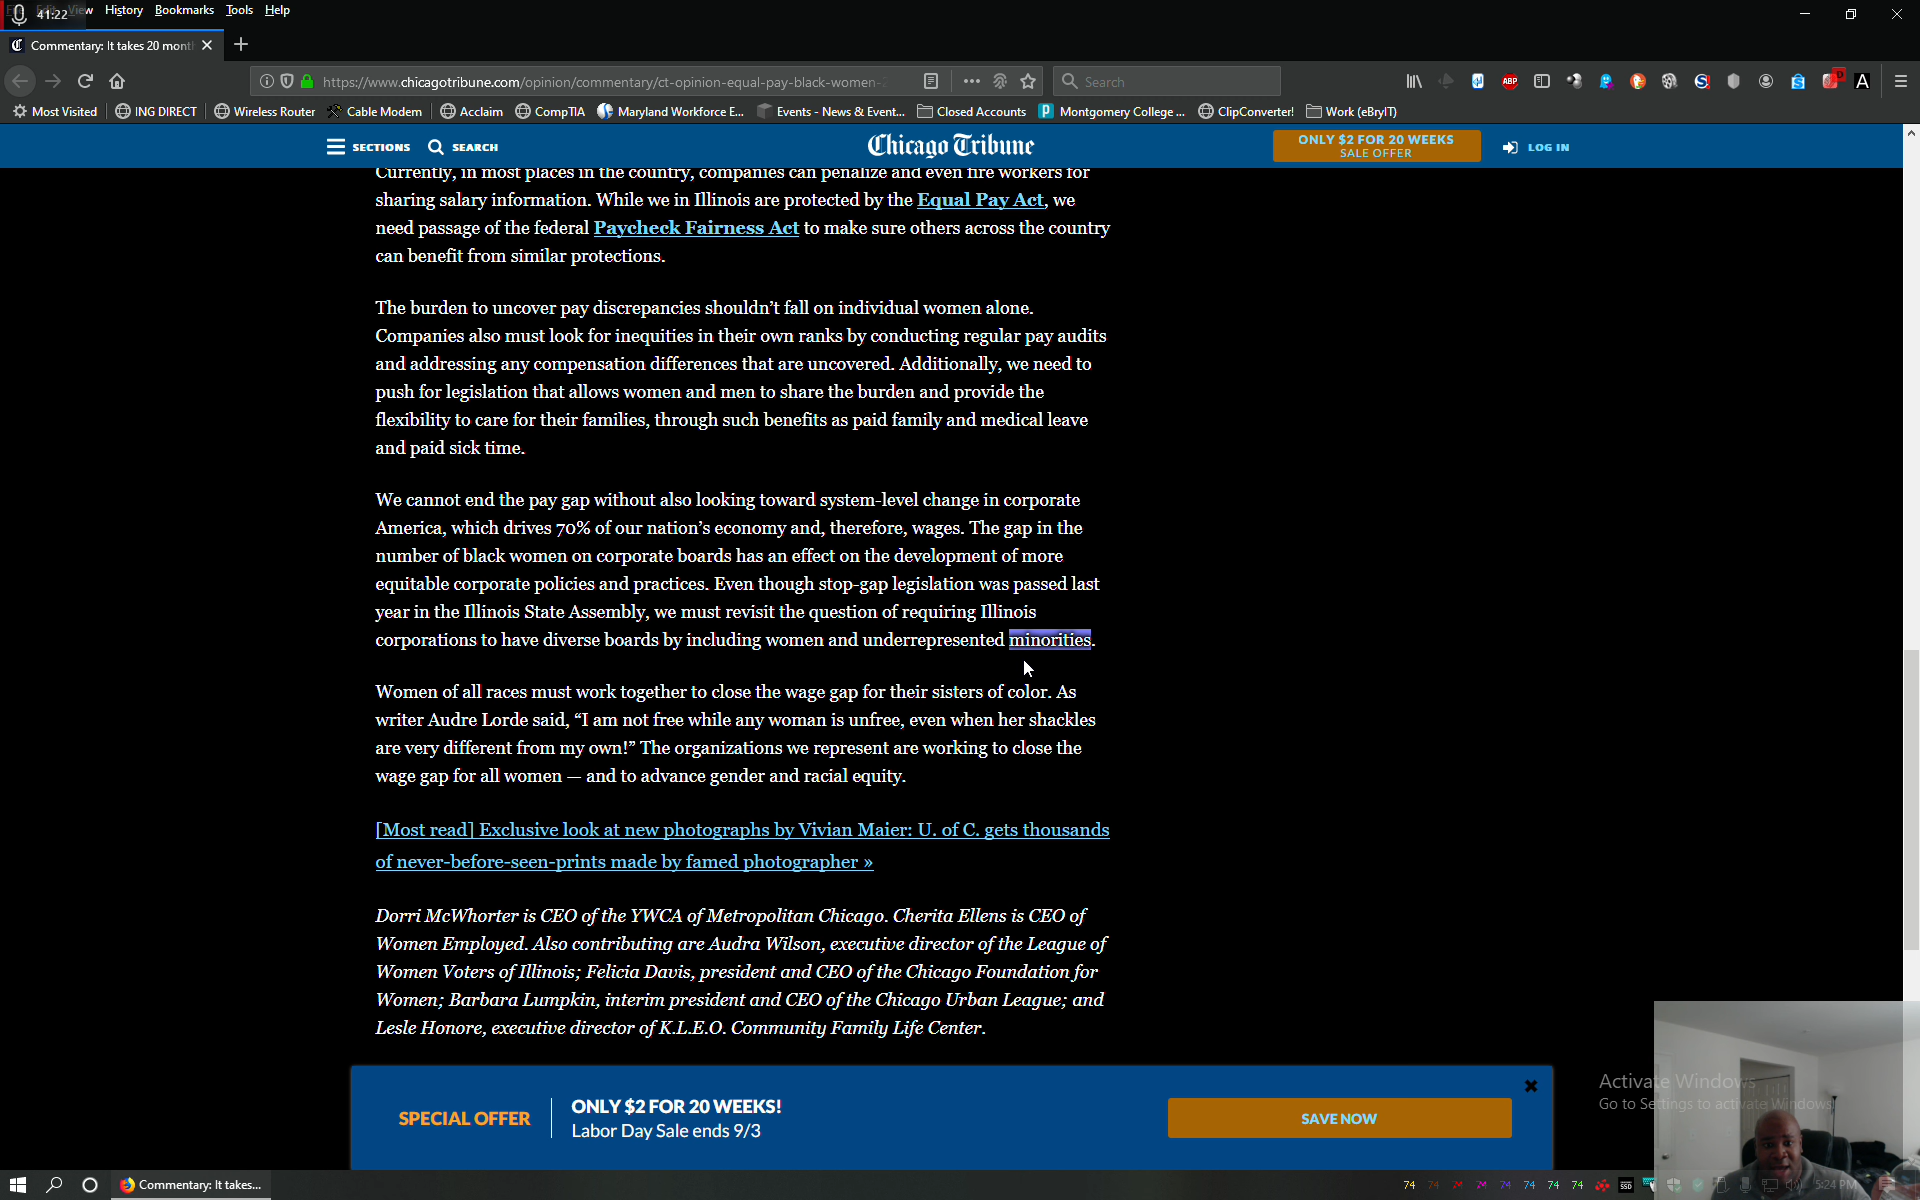 41:22
View History Bookmarks Tools Help
Commentary: It takes 20 mont
https://www.chicagotribune.com/opinion/commentary/ct-opinion-equal-pay-black-women-
Search
ABP
Most Visited ING DIRECT Wireless Router Cable Modem Acclaim CompTIA Maryland Workforce E... Events - News & Event... Closed Accounts Montgomery College ... ClipConverter! Work (eBryIT)
SECTIONS SEARCH Chicago Tribune ONLY $2 FOR 20 WEEKS
SALE OFFER
LOG IN
Currently, in most places in the country, companies can penalize and even fire workers for
sharing salary information. While we in Illinois are protected by the Equal Pay Act, we
need passage of the federal Paycheck Fairness Act to make sure others across the country
can benefit from similar protections.
The burden to uncover pay discrepancies shouldn’t fall on individual women alone.
Companies also must look for inequities in their own ranks by conducting regular pay audits
and addressing any compensation differences that are uncovered. Additionally, we need to
push for legislation that allows women and men to share the burden and provide the
flexibility to care for their families, through such benefits as paid family and medical leave
and paid sick time.
We cannot end the pay gap without also looking toward system-level change in corporate
America, which drives 70% of our nation’s economy and, therefore, wages. The gap in the
number of black women on corporate boards has an effect on the development of more
equitable corporate policies and practices. Even though stop-gap legislation was passed last
year in the Illinois State Assembly, we must revisit the question of requiring Illinois
corporations to have diverse boards by including women and underrepresented minorities.
Women of all races must work together to close the wage gap for their sisters of color. As
writer Audre Lorde said, “I am not free while any woman is unfree, even when her shackles
are very different from my own!” The organizations we represent are working to close the
wage gap for all women — and to advance gender and racial equity.
[Most read] Exclusive look at new photographs by Vivian Maier: U. of C. gets thousands
of never-before-seen-prints made by famed photographer »
Dorri McWhorter is CEO of the YWCA of Metropolitan Chicago. Cherita Ellens is CEO of
Women Employed. Also contributing are Audra Wilson, executive director of the League of
Women Voters of Illinois; Felicia Davis, president and CEO of the Chicago Foundation for
Women; Barbara Lumpkin, interim president and CEO of the Chicago Urban League; and
Lesle Honore, executive director of K.L.E.O. Community Family Life Center.
SPECIAL OFFER
ONLY $2 FOR 20 WEEKS!
Labor Day Sale ends 9/3
SAVE NOW
Activate Windows
Go to Settings to activate Windows.
Commentary: It takes...
74 74 74 74 74 74 74 74 SSD 5:24 PM